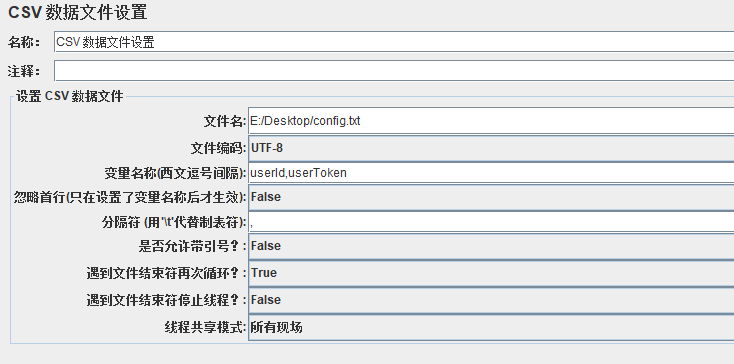 CSV 数据文件设置
名称： CSV 数据文件设置
注释：
设置 CSV 数据文件
文件名: E:/Desktop/config.txt
文件编码: UTF-8
变量名称(西文逗号间隔): userId,userToken
忽略首行(只在设置了变量名称后才生效): False
分隔符 (用'\t'代替制表符): ,
是否允许带引号？: False
遇到文件结束符再次循环？: True
遇到文件结束符停止线程？: False
线程共享模式: 所有现场